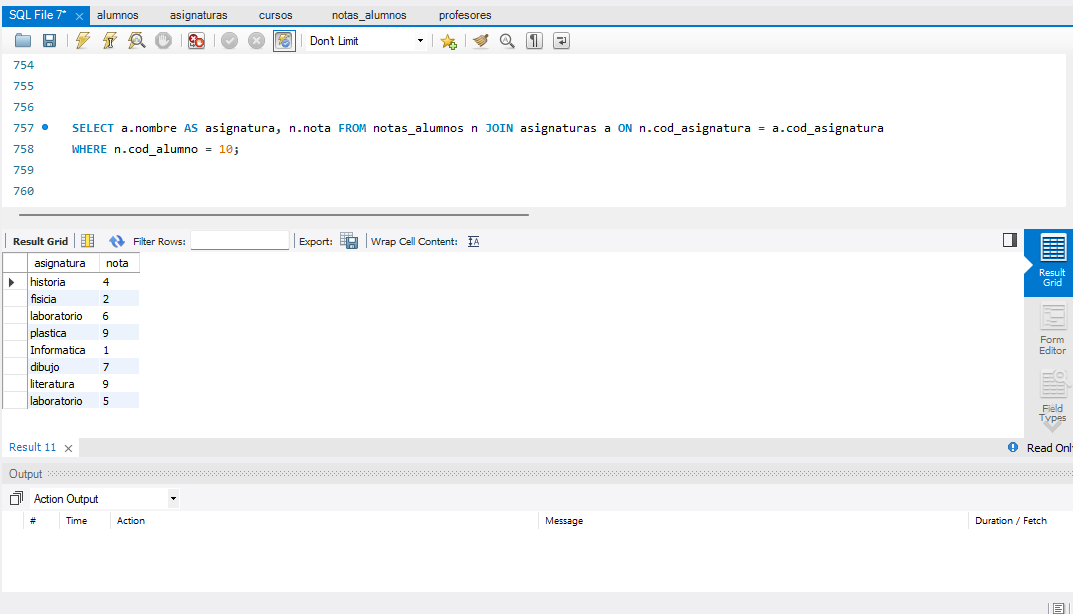 SQL File 7* alumnos asignaturas cursos notas_alumnos profesores
Don't Limit
754
755
756
757 SELECT a.nombre AS asignatura, n.nota FROM notas_alumnos n JOIN asignaturas a ON n.cod_asignatura = a.cod_asignatura
758 WHERE n.cod_alumno = 10;
759
760
Result Grid Filter Rows: Export: Wrap Cell Content: IA
asignatura nota
historia 4
fisicia 2
laboratorio 6
plastica 9
Informatica 1
dibujo 7
literatura 9
laboratorio 5
Result
Grid
Form
Editor
Field
Types
Result 11 Read Onl
Output
Action Output
# Time Action Message Duration / Fetch